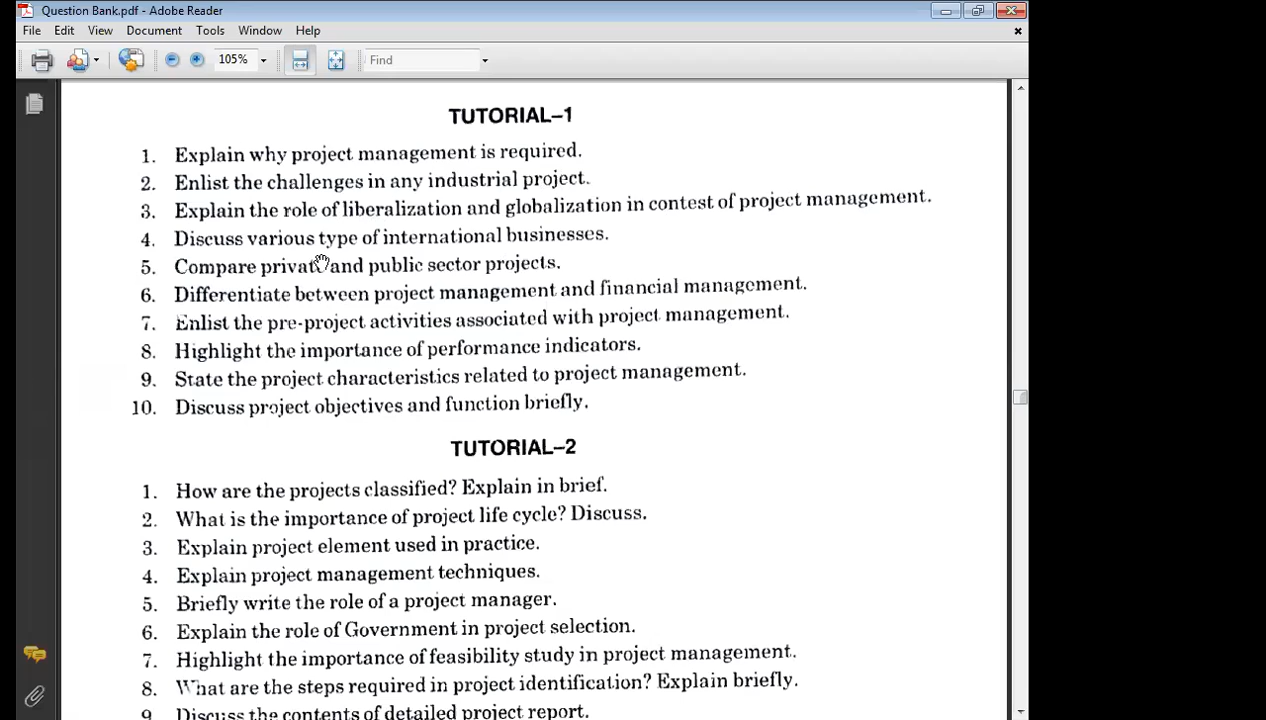 Question Bank.pdf - Adobe Reader
File Edit View Document Tools Window Help
105% Find
TUTORIAL–1
1. Explain why project management is required.
2. Enlist the challenges in any industrial project.
3. Explain the role of liberalization and globalization in contest of project management.
4. Discuss various type of international businesses.
5. Compare private and public sector projects.
6. Differentiate between project management and financial management.
7. Enlist the pre-project activities associated with project management.
8. Highlight the importance of performance indicators.
9. State the project characteristics related to project management.
10. Discuss project objectives and function briefly.
TUTORIAL–2
1. How are the projects classified? Explain in brief.
2. What is the importance of project life cycle? Discuss.
3. Explain project element used in practice.
4. Explain project management techniques.
5. Briefly write the role of a project manager.
6. Explain the role of Government in project selection.
7. Highlight the importance of feasibility study in project management.
8. What are the steps required in project identification? Explain briefly.
9. Discuss the contents of detailed project report.